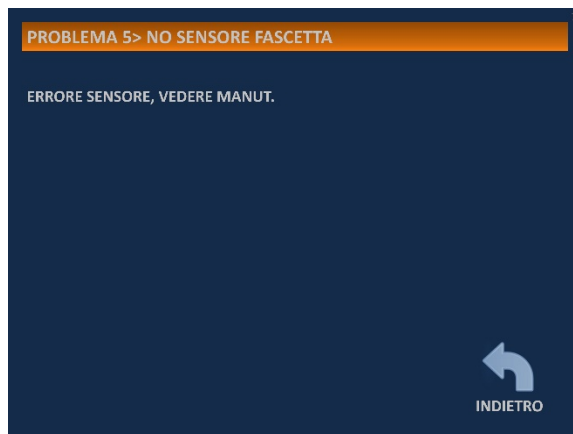 PROBLEMA 5> NO SENSORE FASCETTA
ERRORE SENSORE, VEDERE MANUT.
INDIETRO